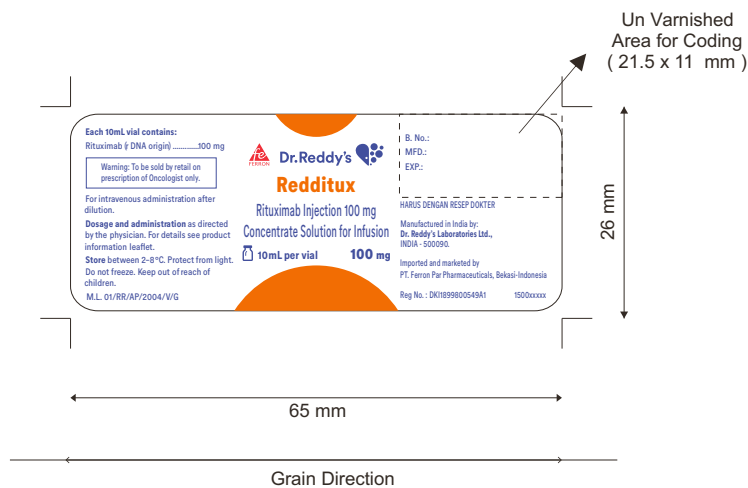 Un Varnished
Area for Coding
( 21.5 x 11 mm )
Each 10mL vial contains:
Rituximab (r DNA origin) .............100 mg
Warning: To be sold by retail on
prescription of Oncologist only.
For intravenous administration after
dilution.
Dosage and administration as directed
by the physician. For details see product
information leaflet.
Store between 2-8°C. Protect from light.
Do not freeze. Keep out of reach of
children.
M.L. 01/RR/AP/2004/V/G
FERRON
Dr.Reddy's
Redditux
Rituximab Injection 100 mg
Concentrate Solution for Infusion
10mL per vial 100 mg
B. No.:
MFD.:
EXP.:
HARUS DENGAN RESEP DOKTER
Manufactured in India by:
Dr. Reddy's Laboratories Ltd.,
INDIA - 500090.
Imported and marketed by
PT. Ferron Par Pharmaceuticals, Bekasi-Indonesia
Reg No. : DKI1899800549A1 1500xxxxx
26 mm
65 mm
Grain Direction